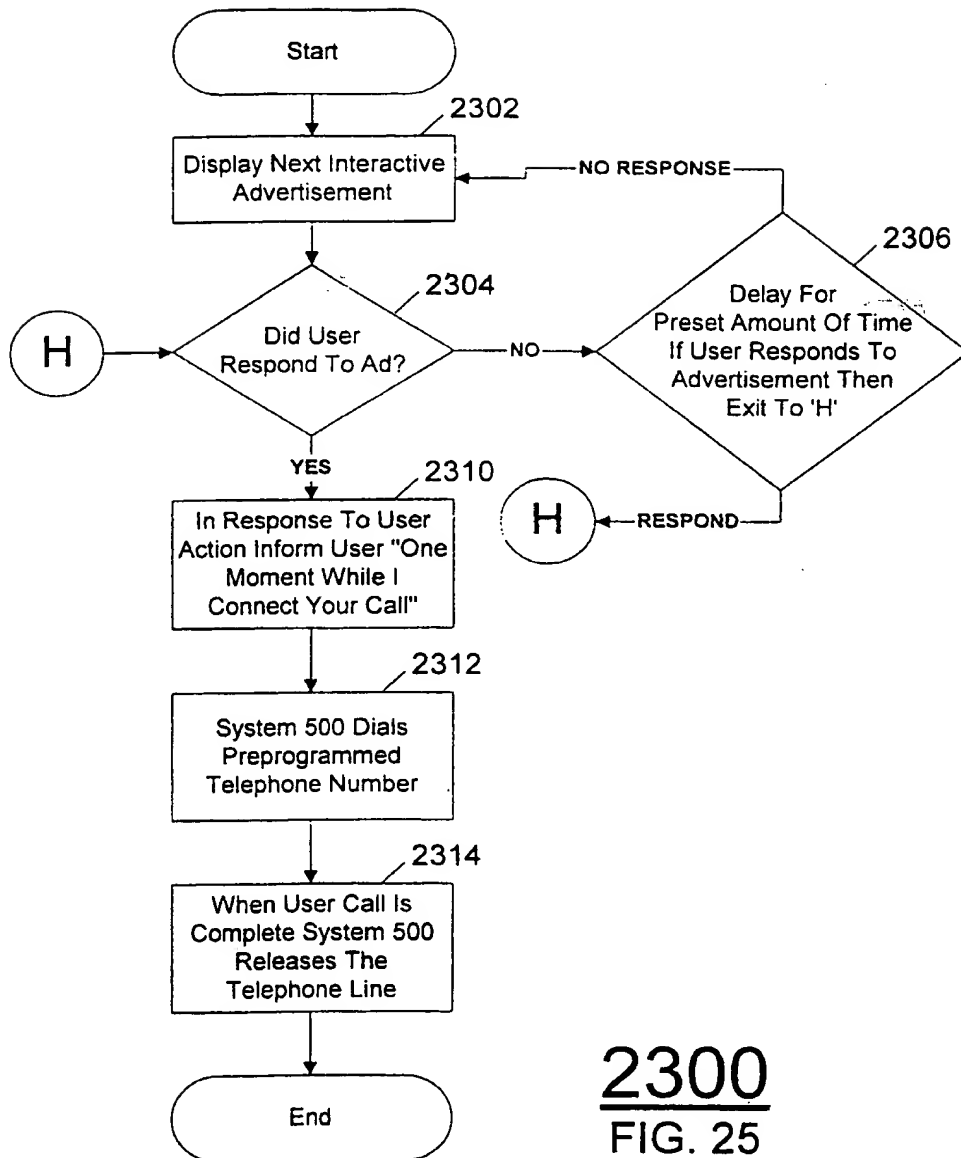 Start
2302
Display Next Interactive
Advertisement
NO RESPONSE
2306
Delay For
Preset Amount Of Time
If User Responds To
Advertisement Then
Exit To 'H'
2304
Did User
Respond To Ad?
H
NO
YES
RESPOND
H
2310
In Response To User
Action Inform User "One
Moment While I
Connect Your Call"
2312
System 500 Dials
Preprogrammed
Telephone Number
2314
When User Call Is
Complete System 500
Releases The
Telephone Line
End
2300
FIG. 25